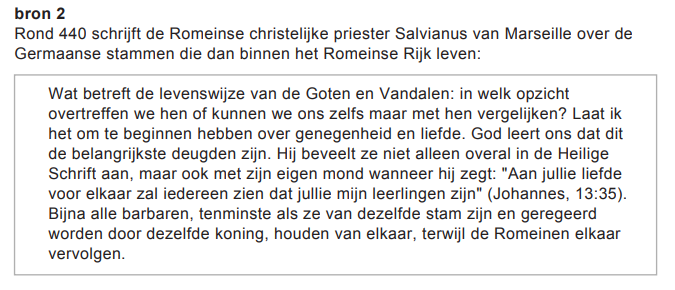 bron 2
Rond 440 schrijft de Romeinse christelijke priester Salvianus van Marseille over de
Germaanse stammen die dan binnen het Romeinse Rijk leven:
Wat betreft de levenswijze van de Goten en Vandalen: in welk opzicht
overtreffen we hen of kunnen we ons zelfs maar met hen vergelijken? Laat ik
het om te beginnen hebben over genegenheid en liefde. God leert ons dat dit
de belangrijkste deugden zijn. Hij beveelt ze niet alleen overal in de Heilige
Schrift aan, maar ook met zijn eigen mond wanneer hij zegt: "Aan jullie liefde
voor elkaar zal iedereen zien dat jullie mijn leerlingen zijn" (Johannes, 13:35).
Bijna alle barbaren, tenminste als ze van dezelfde stam zijn en geregeerd
worden door dezelfde koning, houden van elkaar, terwijl de Romeinen elkaar
vervolgen.